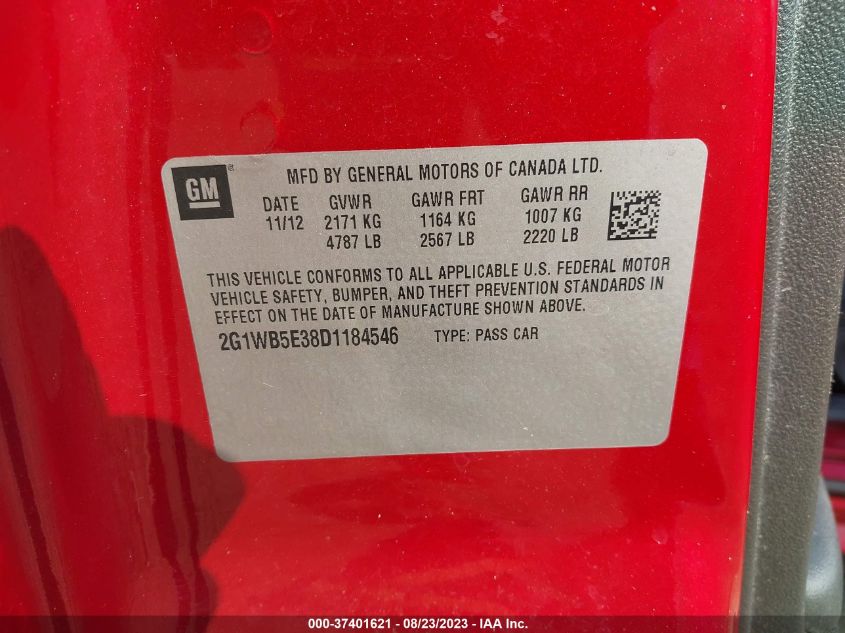 GM®
MFD BY GENERAL MOTORS OF CANADA LTD.
DATE GVWR GAWR FRT GAWR RR
11/12 2171 KG 1164 KG 1007 KG
4787 LB 2567 LB 2220 LB
THIS VEHICLE CONFORMS TO ALL APPLICABLE U.S. FEDERAL MOTOR
VEHICLE SAFETY, BUMPER, AND THEFT PREVENTION STANDARDS IN
EFFECT ON THE DATE OF MANUFACTURE SHOWN ABOVE.
2G1WB5E38D1184546 TYPE: PASS CAR
000-37401621 - 08/23/2023 - IAA Inc.